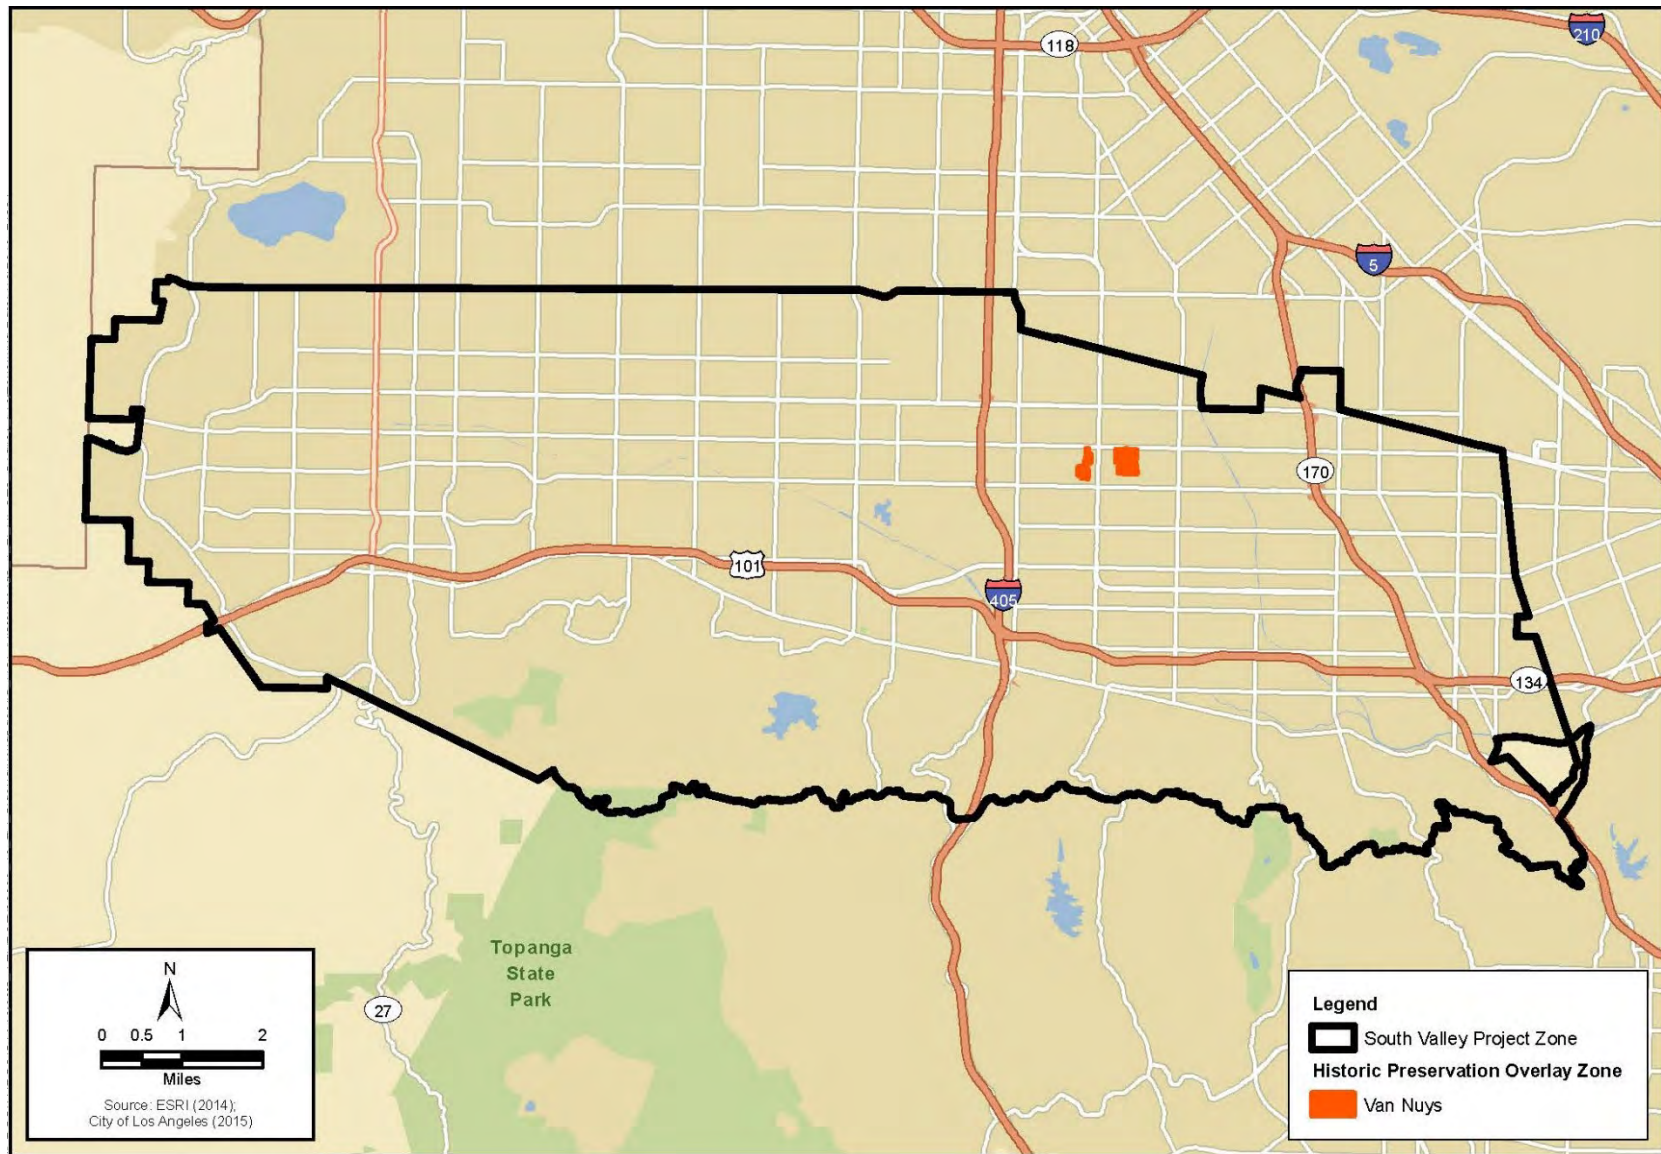 118
210
5
170
101
405
134
Topanga
State
Park
27
N
0 0.5 1 2
Miles
Source: ESRI (2014);
City of Los Angeles (2015)
Legend
South Valley Project Zone
Historic Preservation Overlay Zone
Van Nuys